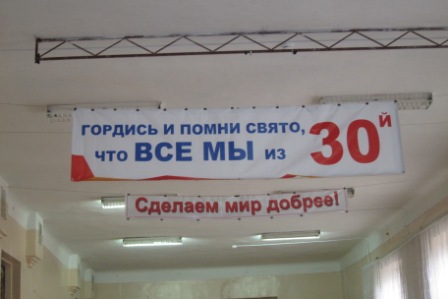 ГОРДИСЬ И ПОМНИ СВЯТО,
ЧТО ВСЕ МЫ ИЗ 30Й
Сделаем мир добрее!